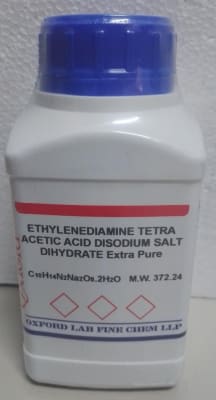 ETHYLENEDIAMINE TETRA
ACETIC ACID DISODIUM SALT
DIHYDRATE Extra Pure
C₁₀H₁₄N₂Na₂O₈.2H₂O M.W. 372.24
OXFORD LAB FINE CHEM LLP